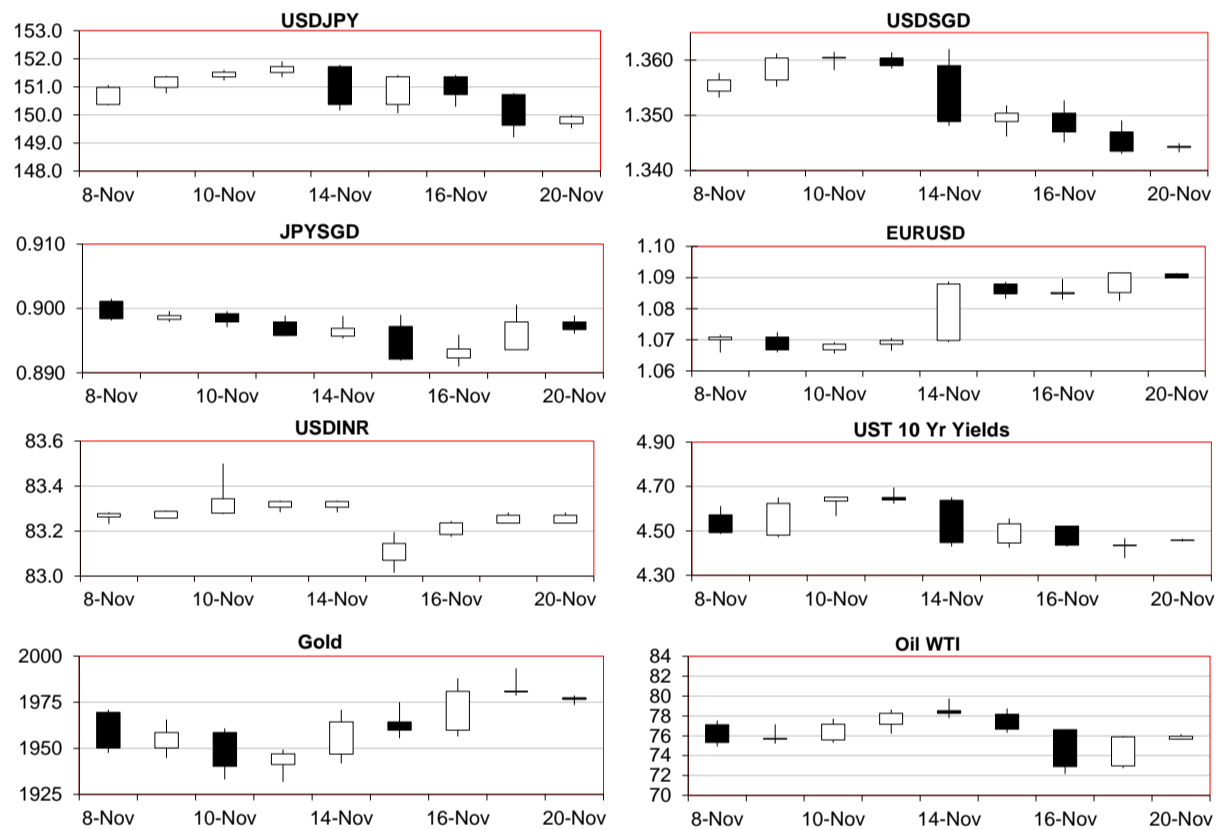 USDJPY
153.0
152.0
151.0
150.0
149.0
148.0
8-Nov 10-Nov 14-Nov 16-Nov 20-Nov
USDSGD
1.360
1.350
1.340
8-Nov 10-Nov 14-Nov 16-Nov 20-Nov
JPYSGD
0.910
0.900
0.890
8-Nov 10-Nov 14-Nov 16-Nov 20-Nov
EURUSD
1.10
1.09
1.08
1.07
1.06
8-Nov 10-Nov 14-Nov 16-Nov 20-Nov
USDINR
83.6
83.4
83.2
83.0
8-Nov 10-Nov 14-Nov 16-Nov 20-Nov
UST 10 Yr Yields
4.90
4.70
4.50
4.30
8-Nov 10-Nov 14-Nov 16-Nov 20-Nov
Gold
2000
1975
1950
1925
8-Nov 10-Nov 14-Nov 16-Nov 20-Nov
Oil WTI
84
82
80
78
76
74
72
70
8-Nov 10-Nov 14-Nov 16-Nov 20-Nov